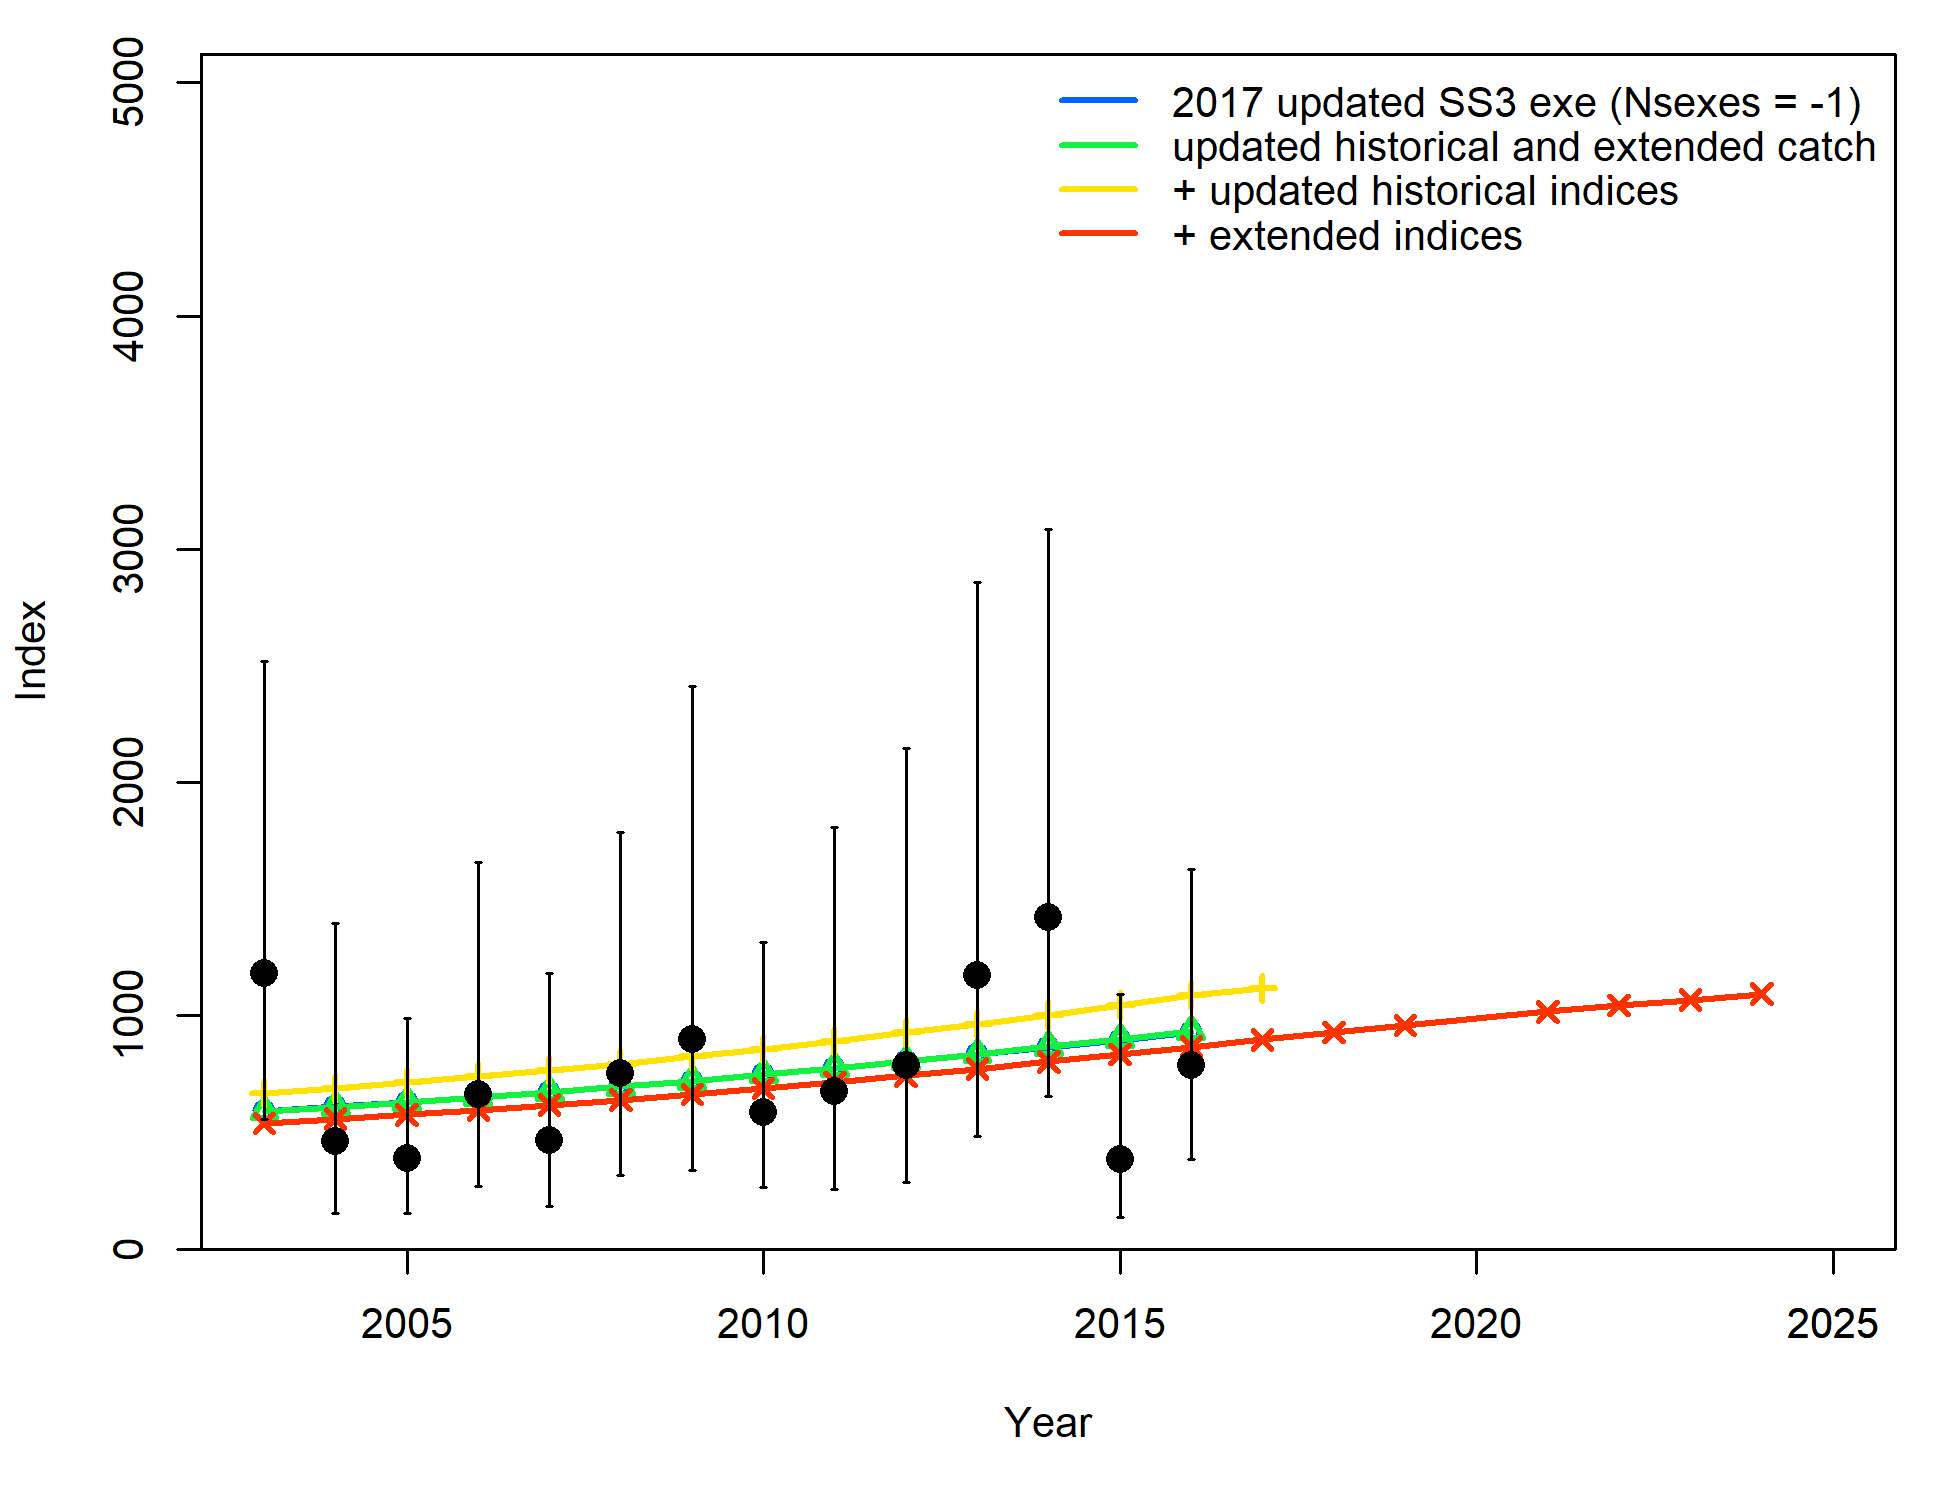 2017 updated SS3 exe (Nsexes = -1)
updated historical and extended catch
+ updated historical indices
+ extended indices
5000
4000
3000
2000
1000
0
Index
2005
2010
2015
2020
2025
Year